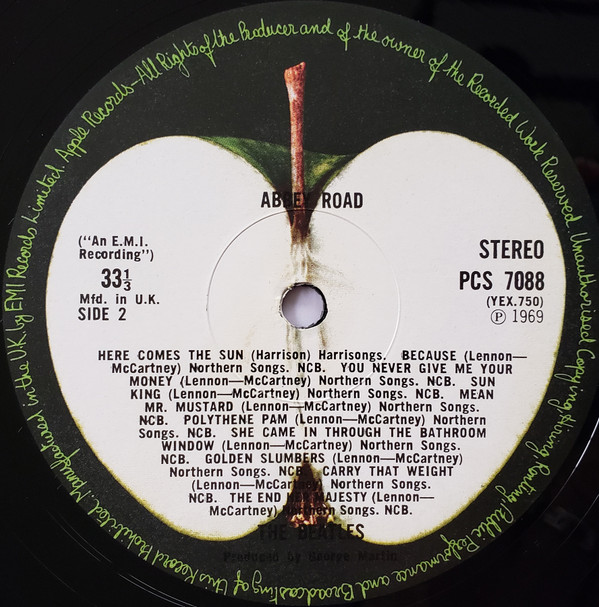 Manufactured in the U.K. by EMI Records Limited. Apple Records—All Rights of the Producer and of the owner of the Recorded Work Reserved. Unauthorised Copying, Hiring, Renting, Public Performance and Broadcasting of this Record Prohibited.
ABBEY ROAD
("An E.M.I.
Recording")
33⅓
Mfd. in U.K.
SIDE 2
STEREO
PCS 7088
(YEX.750)
Ⓟ 1969
HERE COMES THE SUN (Harrison) Harrisongs. BECAUSE (Lennon—
McCartney) Northern Songs. NCB. YOU NEVER GIVE ME YOUR
MONEY (Lennon—McCartney) Northern Songs. NCB. SUN
KING (Lennon—McCartney) Northern Songs. NCB. MEAN
MR. MUSTARD (Lennon—McCartney) Northern Songs.
NCB. POLYTHENE PAM (Lennon—McCartney) Northern
Songs. NCB. SHE CAME IN THROUGH THE BATHROOM
WINDOW (Lennon—McCartney) Northern Songs.
NCB. GOLDEN SLUMBERS (Lennon—McCartney)
Northern Songs. NCB. CARRY THAT WEIGHT
(Lennon—McCartney) Northern Songs.
NCB. THE END HER MAJESTY (Lennon—
McCartney) Northern Songs. NCB.
THE BEATLES
Produced by George Martin